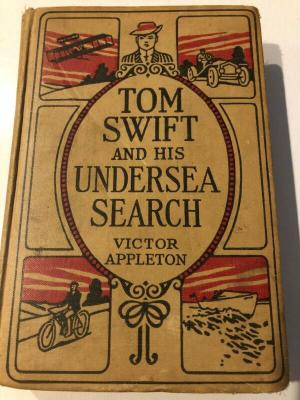 TOM
SWIFT
AND HIS
UNDERSEA
SEARCH
VICTOR
APPLETON